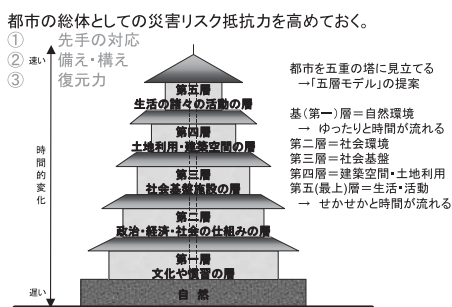 都市の総体としての災害リスク抵抗力を高めておく。
① 先手の対応
② 備え・構え
③ 復元力
速い
時間的変化
遅い
第五層
生活の諸々の活動の層
第四層
土地利用・建築空間の層
第三層
社会基盤施設の層
第二層
政治・経済・社会の仕組みの層
第一層
文化や慣習の層
自然
都市を五重の塔に見立てる
→「五層モデル」の提案
基(第一)層＝自然環境
→ ゆったりと時間が流れる
第二層＝社会環境
第三層＝社会基盤
第四層＝建築空間・土地利用
第五(最上)層＝生活・活動
→ せかせかと時間が流れる